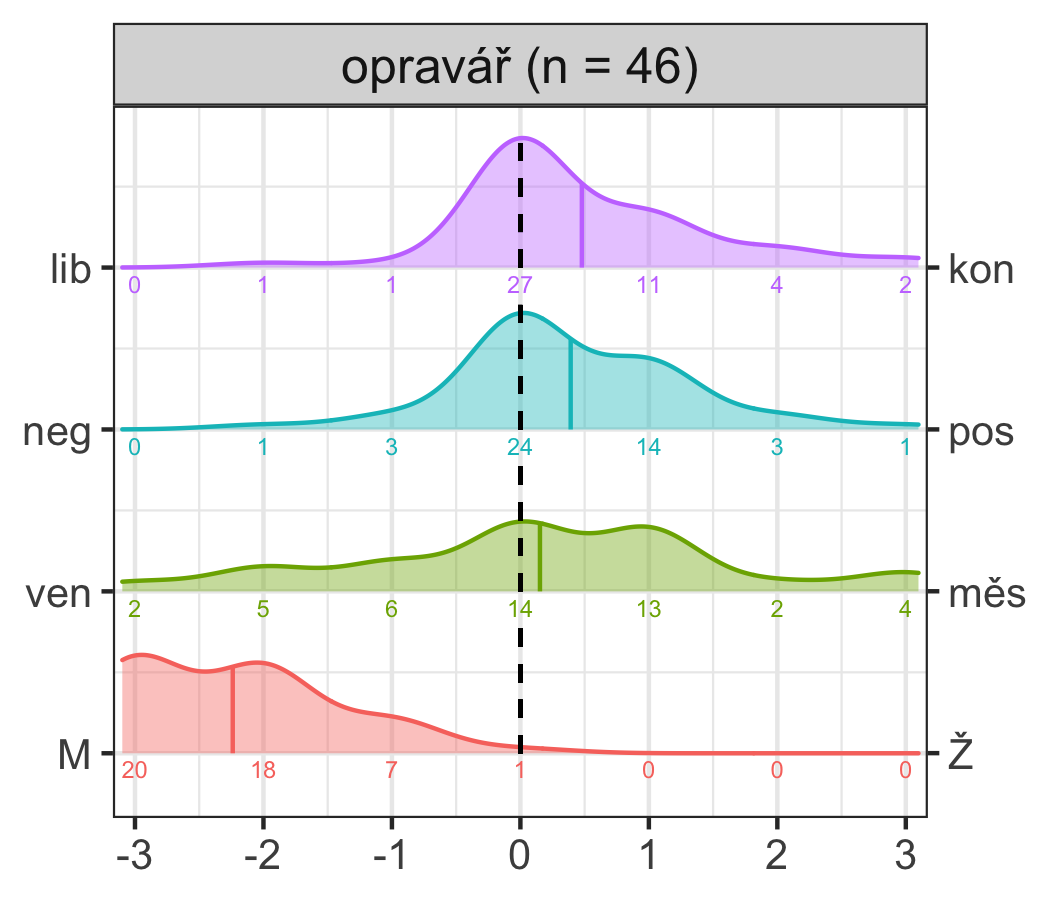 opravář (n = 46)
lib kon
0 1 1 27 11 4 2
neg pos
0 1 3 24 14 3 1
ven měs
2 5 6 14 13 2 4
M Ž
20 18 7 1 0 0 0
-3 -2 -1 0 1 2 3